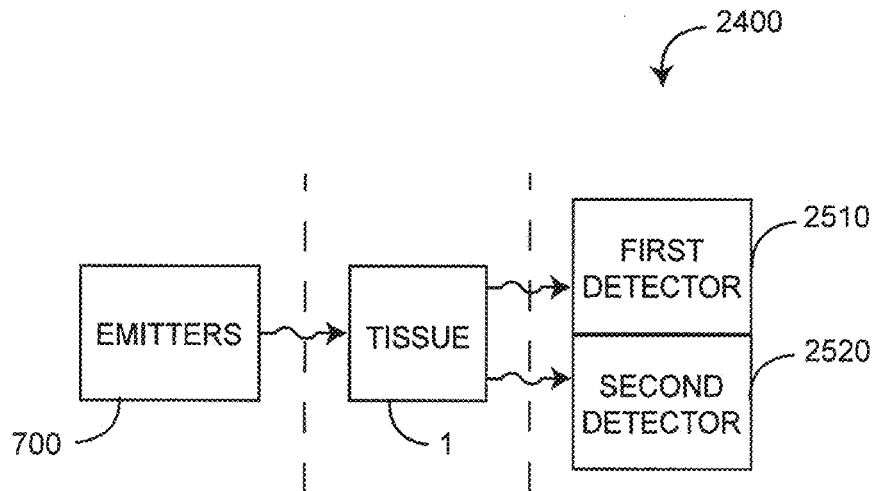 2400
2510
FIRST
DETECTOR
EMITTERS
TISSUE
2520
SECOND
DETECTOR
700
1